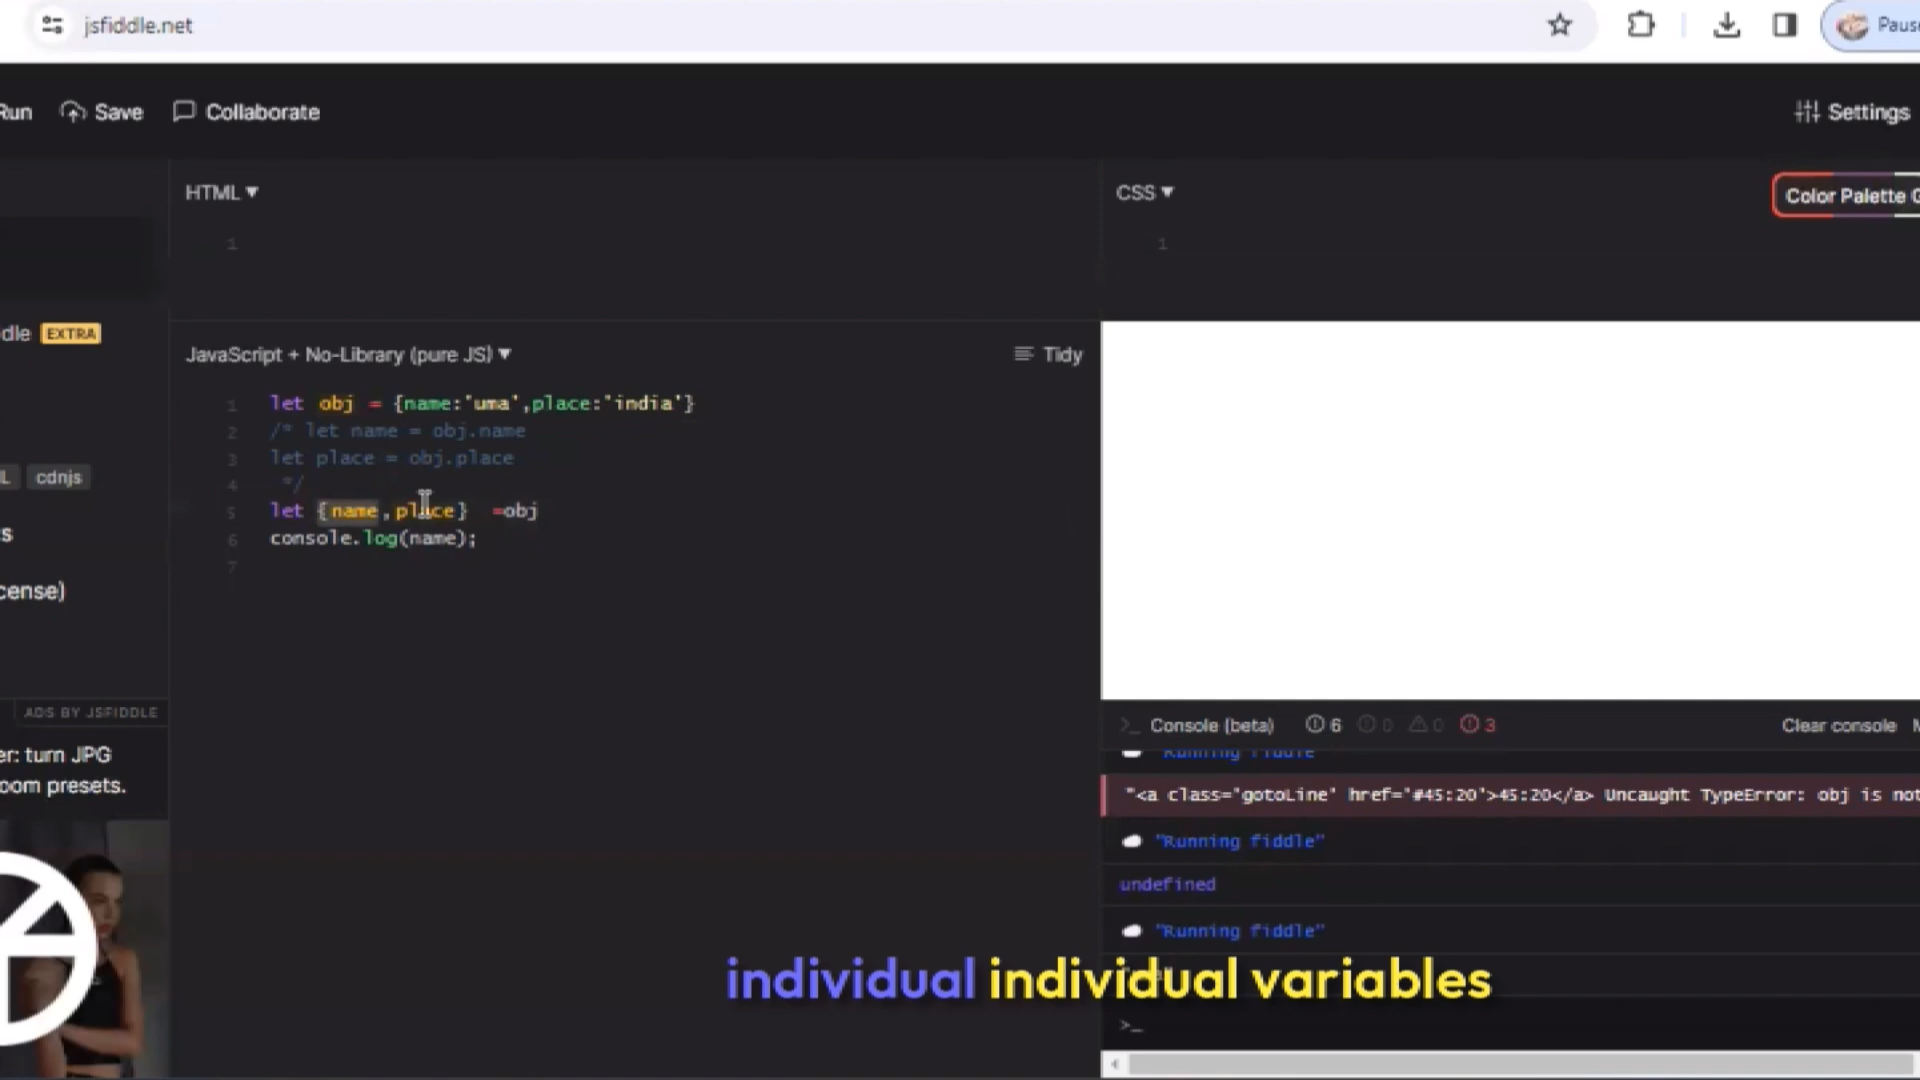 jsfiddle.net
Paus
Run Save Collaborate Settings
HTML ▼
CSS ▼
Color Palette G
1
1
dle EXTRA
JavaScript + No-Library (pure JS) ▼
Tidy
1 let obj = {name:'uma',place:'india'}
2 /* let name = obj.name
3 let place = obj.place
4 */
5 let {name,place} =obj
6 console.log(name);
7
L cdnjs
s
cense)
ADS BY JSFIDDLE
er: turn JPG
oom presets.
>_ Console (beta) 6 0 0 3 Clear console M
"Running fiddle"
"<a class='gotoLine' href='#45:20'>45:20</a> Uncaught TypeError: obj is not
"Running fiddle"
undefined
"Running fiddle"
individual individual variables
>_